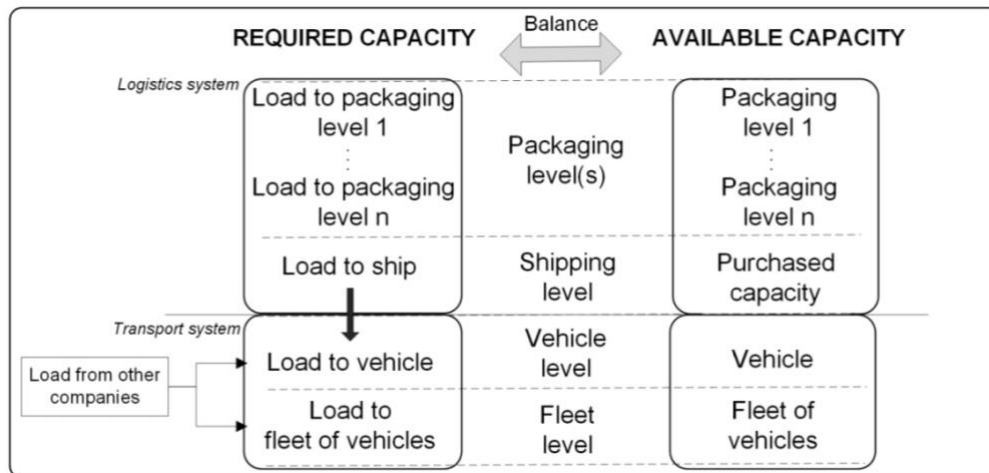 Balance
REQUIRED CAPACITY
AVAILABLE CAPACITY
Logistics system
Load to packaging
level 1
Load to packaging
level n
Packaging
level(s)
Packaging
level 1
Packaging
level n
Load to ship
Shipping
level
Purchased
capacity
Transport system
Load from other
companies
Load to vehicle
Vehicle
level
Vehicle
Load to
fleet of vehicles
Fleet
level
Fleet of
vehicles